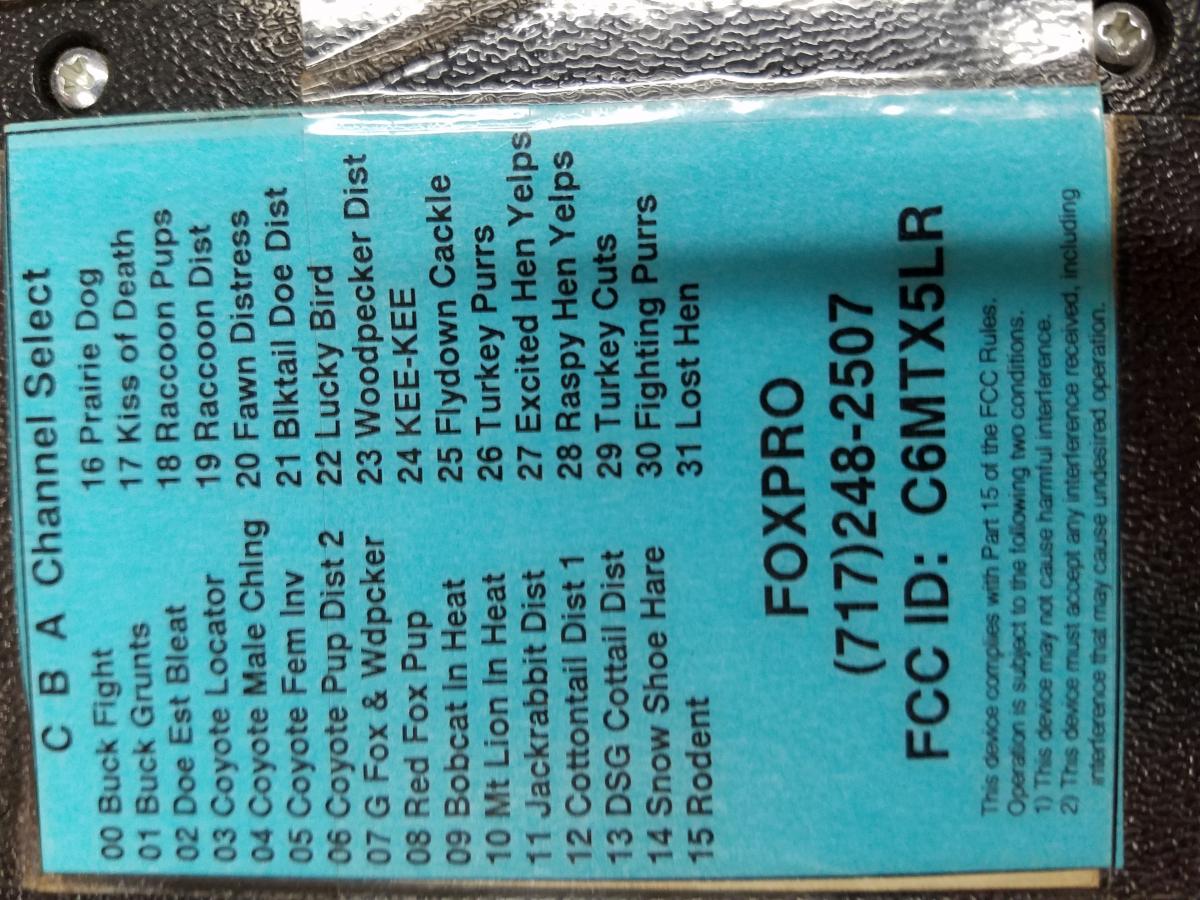 C B A Channel Select
00 Buck Fight
01 Buck Grunts
02 Doe Est Bleat
03 Coyote Locator
04 Coyote Male Chlng
05 Coyote Fem Inv
06 Coyote Pup Dist 2
07 G Fox & Wdpcker
08 Red Fox Pup
09 Bobcat In Heat
10 Mt Lion In Heat
11 Jackrabbit Dist
12 Cottontail Dist 1
13 DSG Cottail Dist
14 Snow Shoe Hare
15 Rodent
16 Prairie Dog
17 Kiss of Death
18 Raccoon Pups
19 Raccoon Dist
20 Fawn Distress
21 Blktail Doe Dist
22 Lucky Bird
23 Woodpecker Dist
24 KEE-KEE
25 Flydown Cackle
26 Turkey Purrs
27 Excited Hen Yelps
28 Raspy Hen Yelps
29 Turkey Cuts
30 Fighting Purrs
31 Lost Hen
FOXPRO
(717)248-2507
FCC ID: C6MTX5LR
This device complies with Part 15 of the FCC Rules.
Operation is subject to the following two conditions.
1) This device may not cause harmful interference.
2) This device must accept any interference received, including
interference that may cause undesired operation.